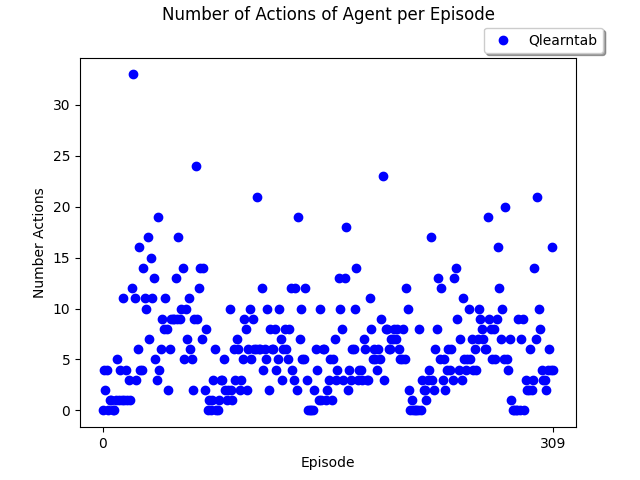 Number of Actions of Agent per Episode
Qlearntab
30
25
20
15
10
5
0
Number Actions
0 309
Episode